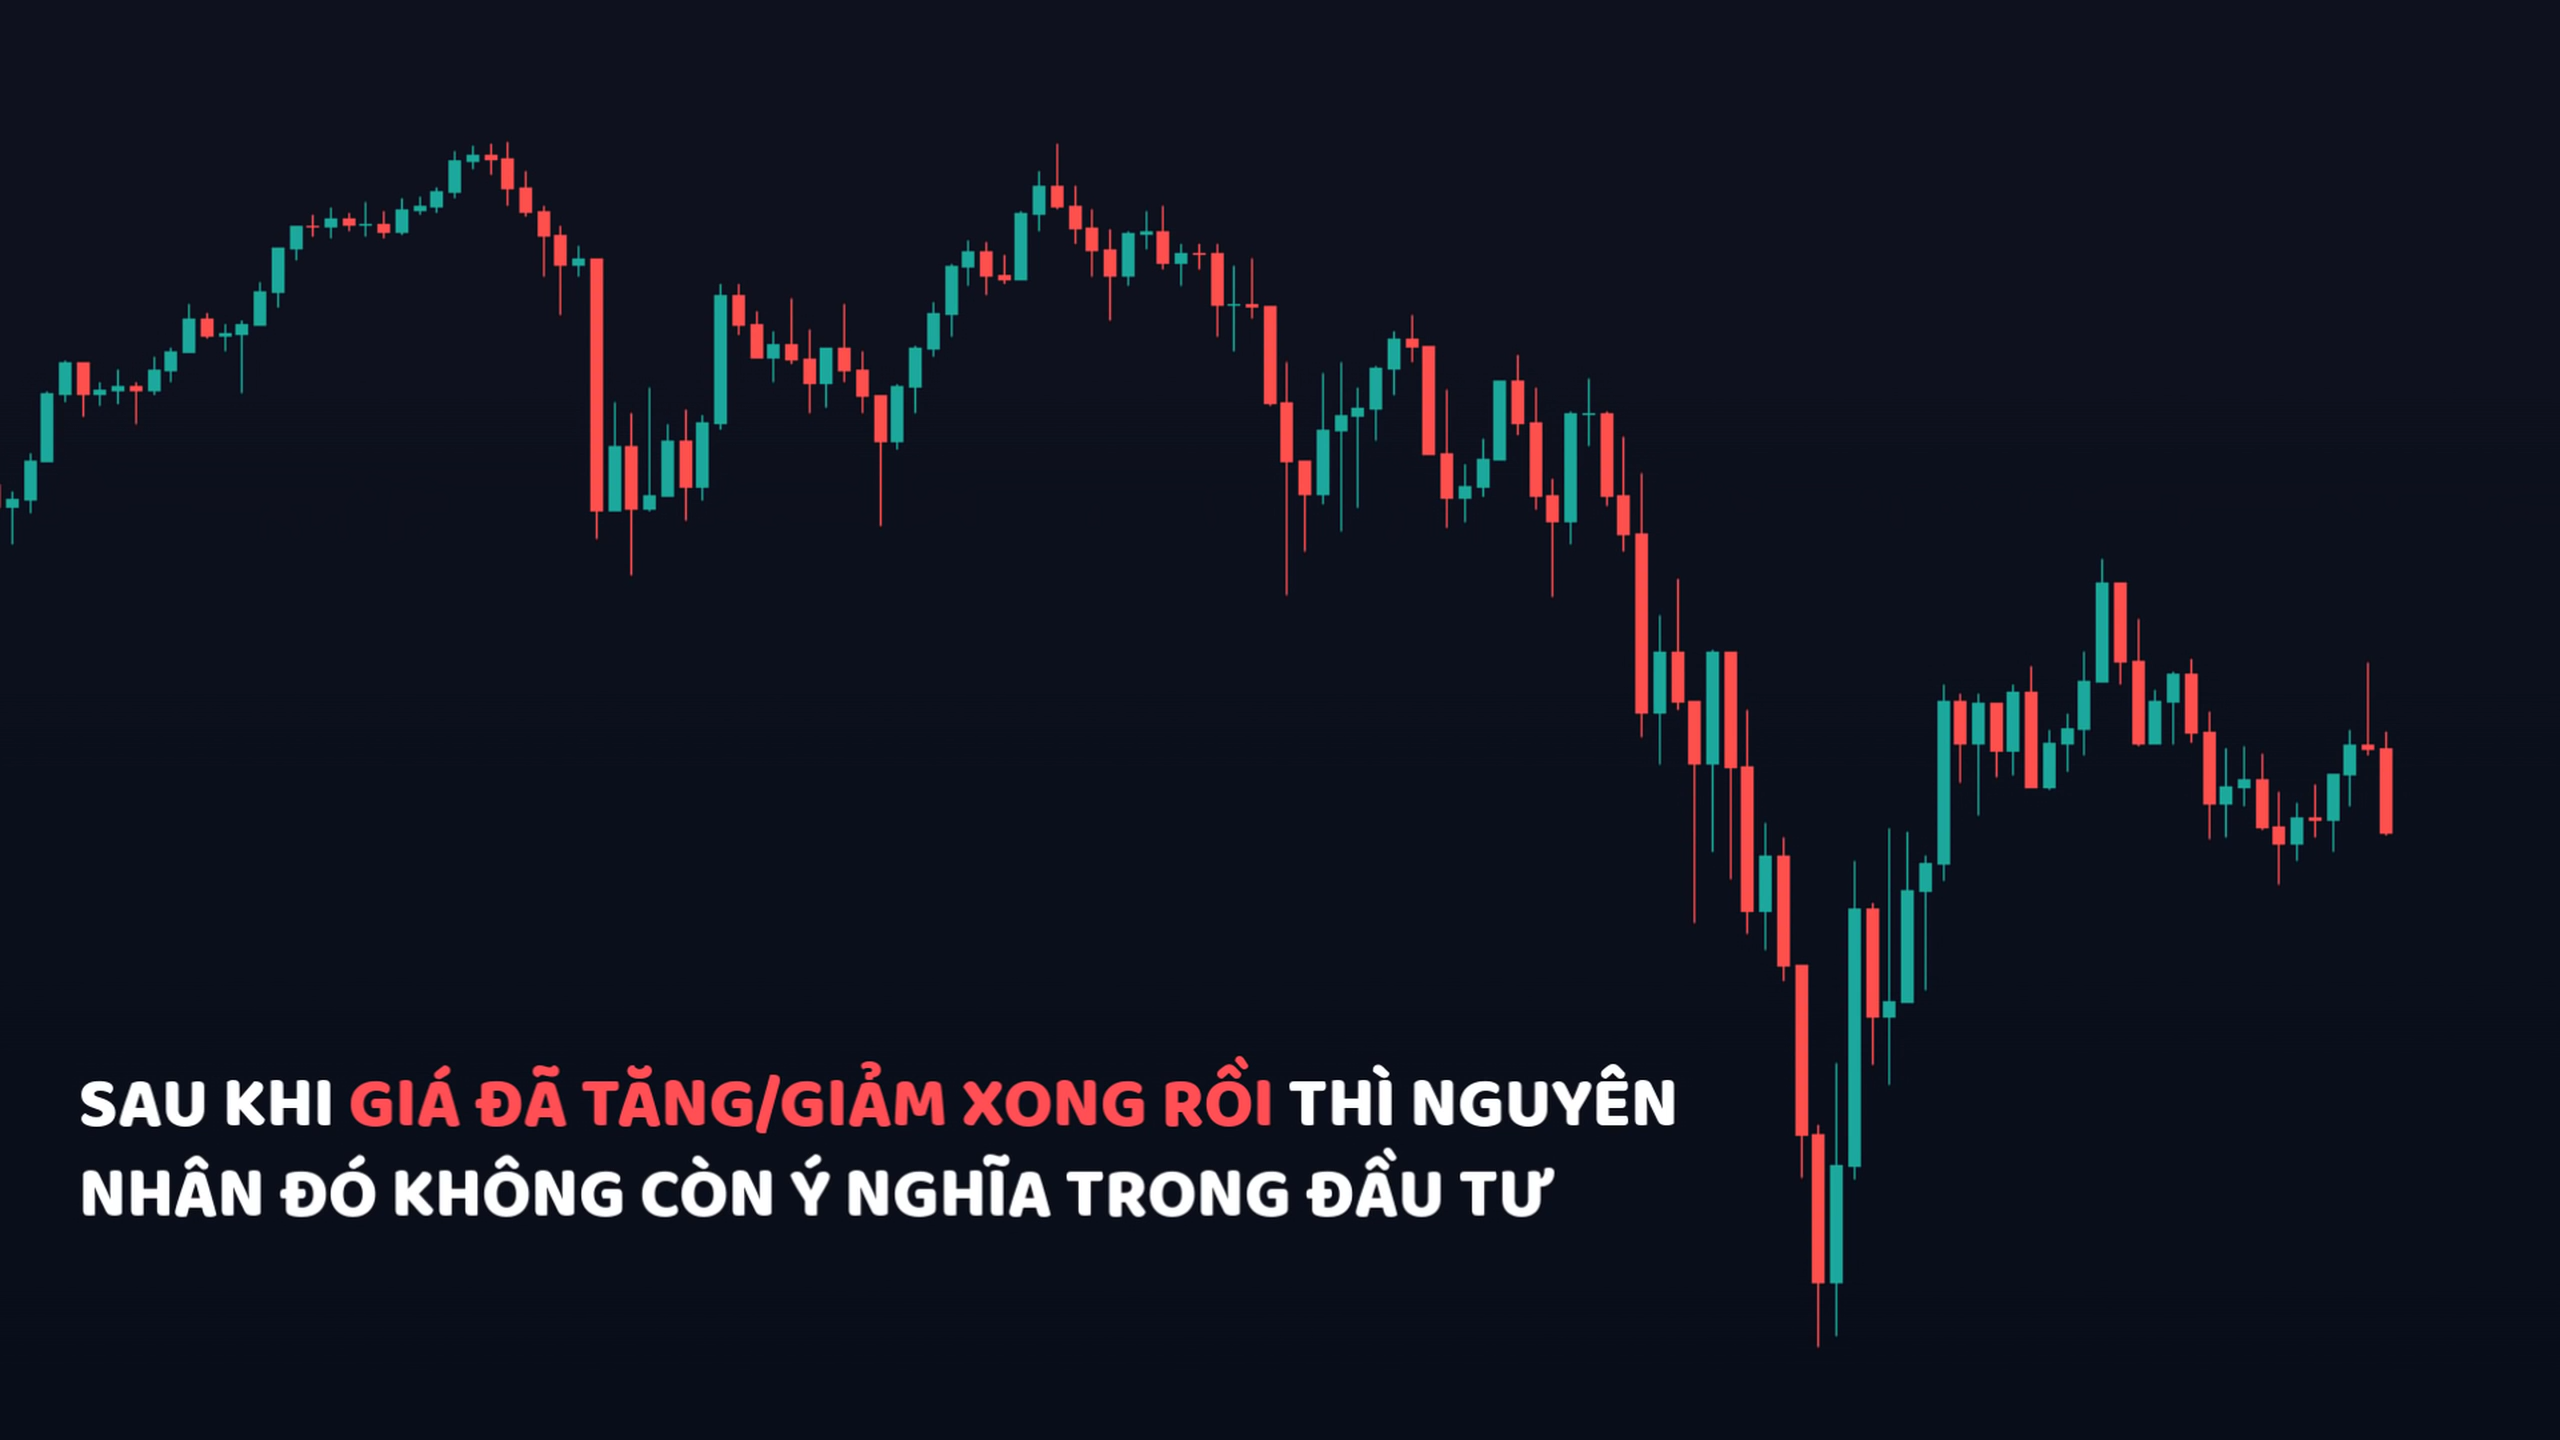 SAU KHI GIÁ ĐÃ TĂNG/GIẢM XONG RỒI THÌ NGUYÊN
NHÂN ĐÓ KHÔNG CÒN Ý NGHĨA TRONG ĐẦU TƯ